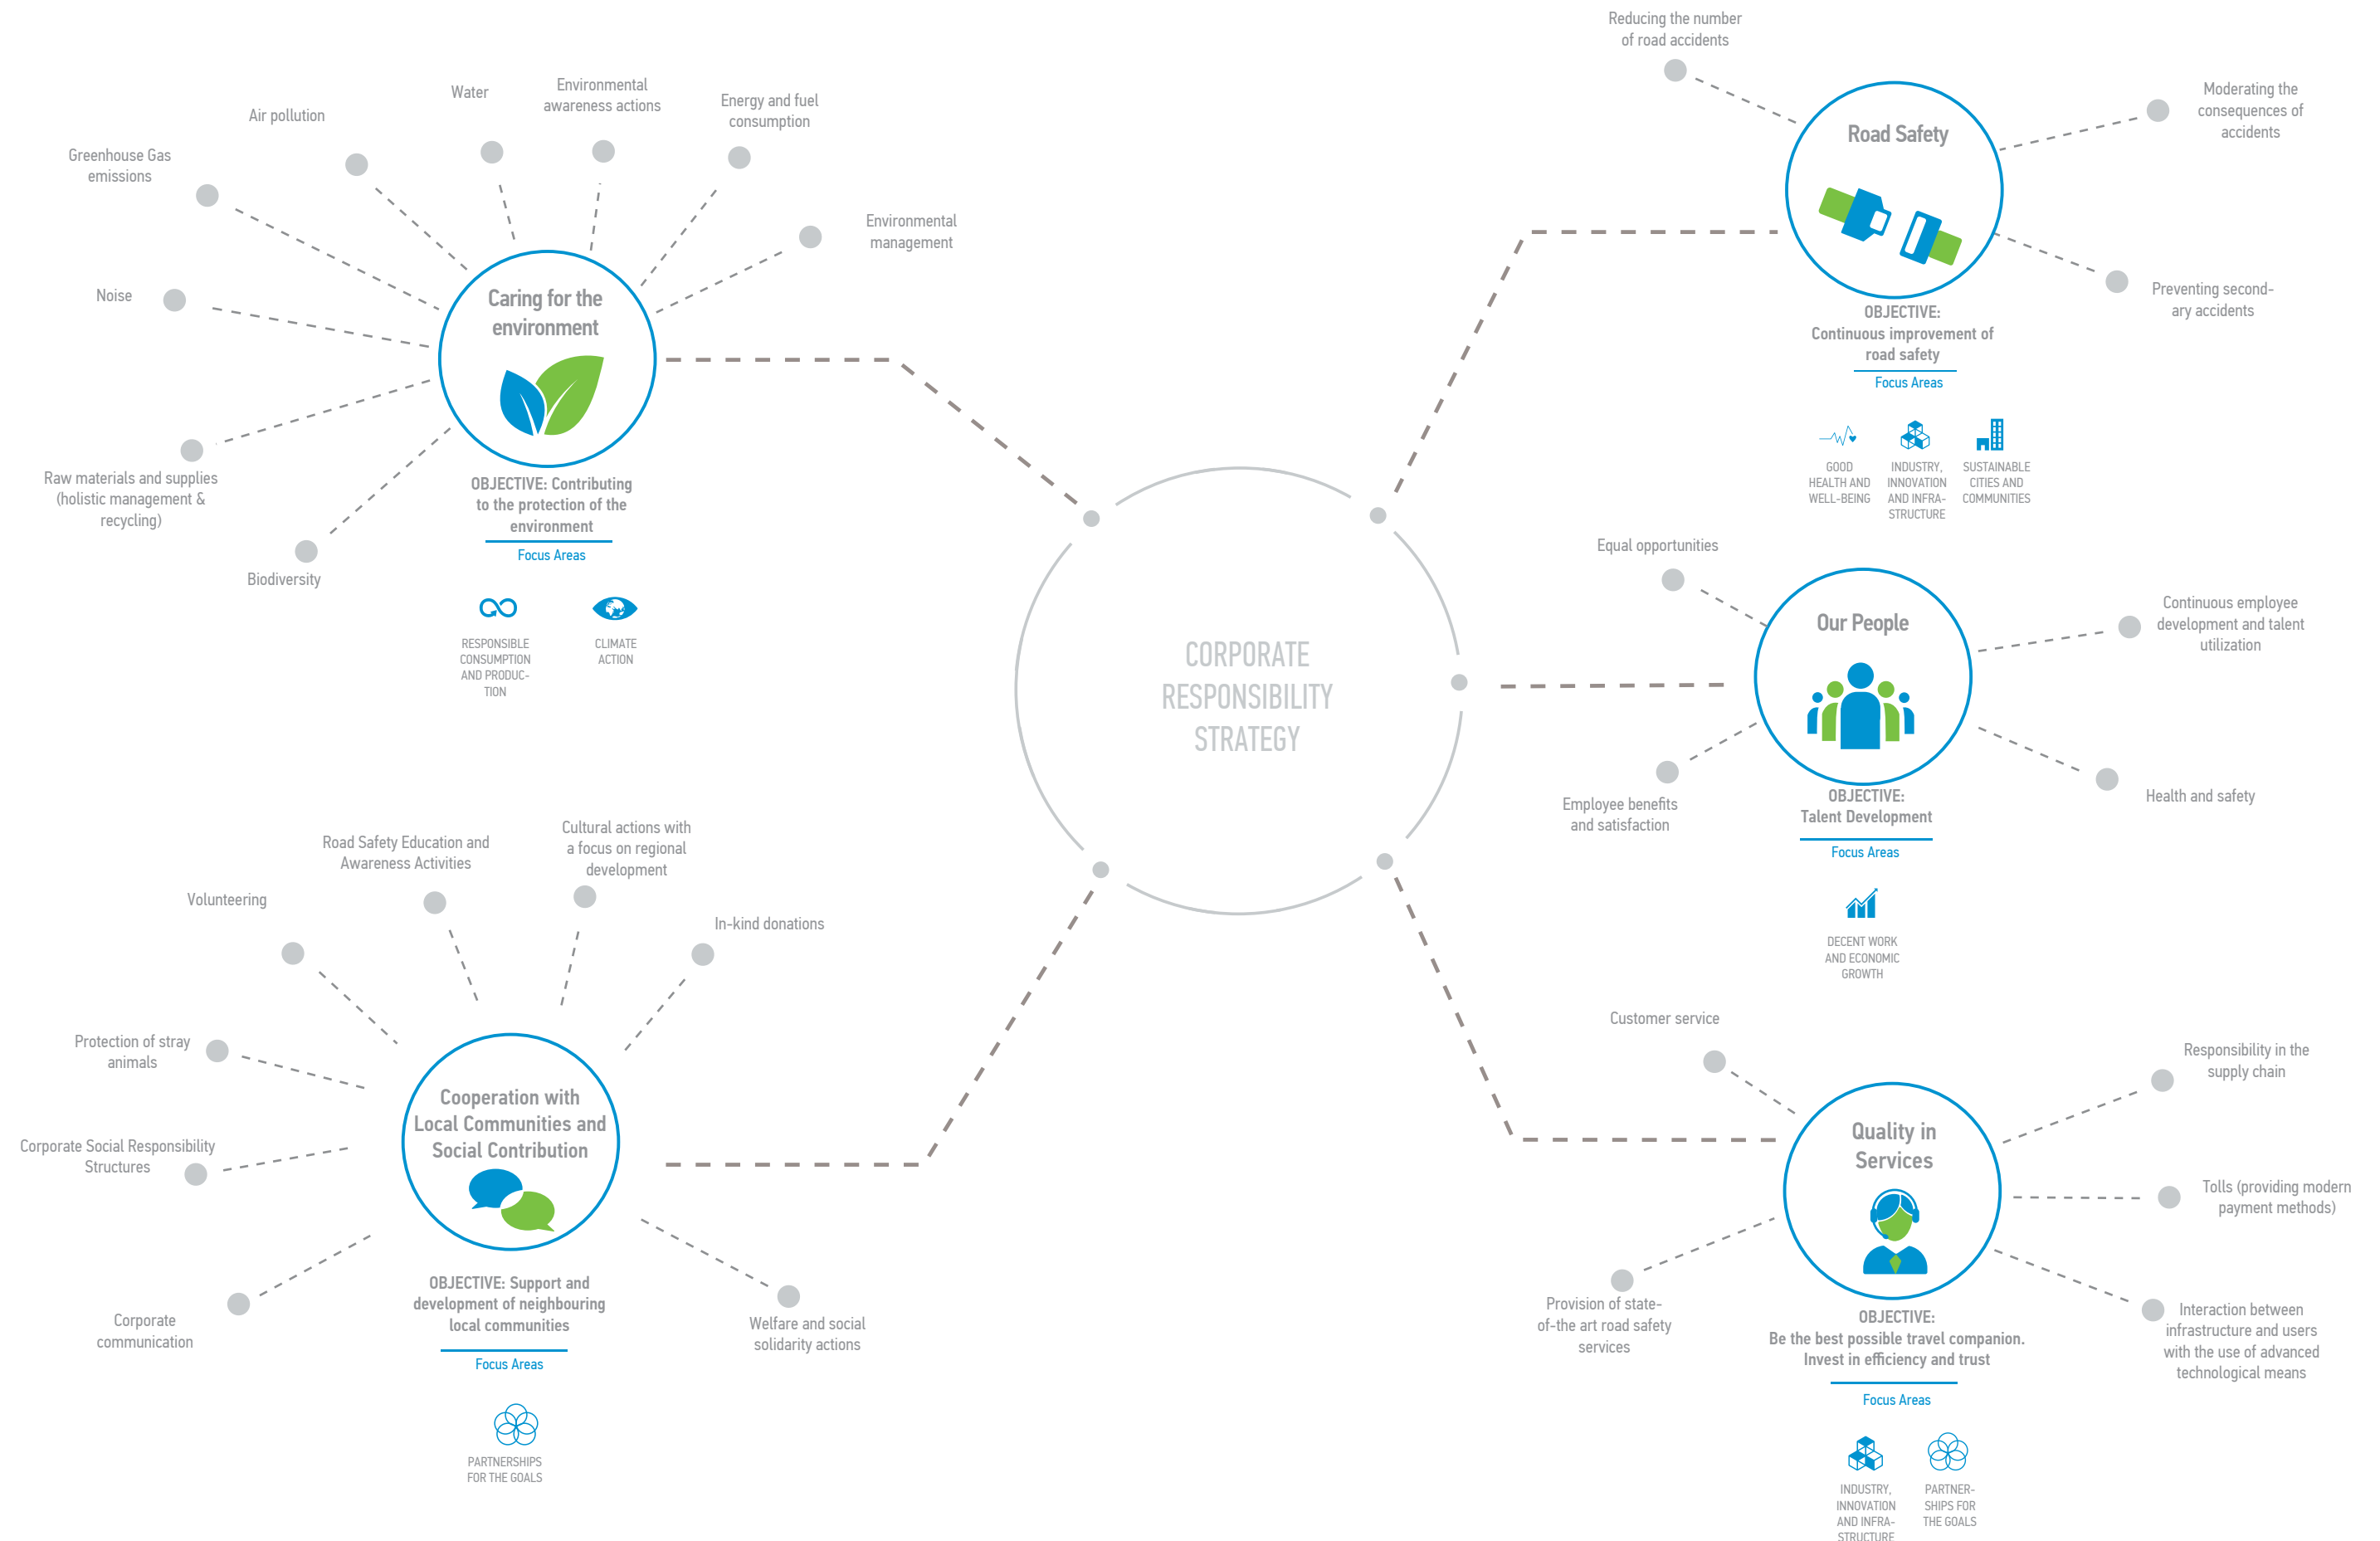 Reducing the number
of road accidents
Moderating the
consequences of
accidents
Road Safety
Preventing second-
ary accidents
OBJECTIVE:
Continuous improvement of
road safety
Focus Areas
GOOD
HEALTH AND
WELL-BEING
INDUSTRY,
INNOVATION
AND INFRA-
STRUCTURE
SUSTAINABLE
CITIES AND
COMMUNITIES
Water
Environmental
awareness actions
Energy and fuel
consumption
Air pollution
Greenhouse Gas
emissions
Environmental
management
Noise
Caring for the
environment
Raw materials and supplies
(holistic management &
recycling)
Biodiversity
OBJECTIVE: Contributing
to the protection of the
environment
Focus Areas
RESPONSIBLE
CONSUMPTION
AND PRODUC-
TION
CLIMATE
ACTION
CORPORATE
RESPONSIBILITY
STRATEGY
Equal opportunities
Continuous employee
development and talent
utilization
Our People
Employee benefits
and satisfaction
Health and safety
OBJECTIVE:
Talent Development
Focus Areas
DECENT WORK
AND ECONOMIC
GROWTH
Road Safety Education and
Awareness Activities
Cultural actions with
a focus on regional
development
Volunteering
In-kind donations
Protection of stray
animals
Cooperation with
Local Communities and
Social Contribution
Corporate Social Responsibility
Structures
Corporate
communication
Welfare and social
solidarity actions
OBJECTIVE: Support and
development of neighbouring
local communities
Focus Areas
PARTNERSHIPS
FOR THE GOALS
Customer service
Responsibility in the
supply chain
Quality in
Services
Tolls (providing modern
payment methods)
Provision of state-
of-the art road safety
services
Interaction between
infrastructure and users
with the use of advanced
technological means
OBJECTIVE:
Be the best possible travel companion.
Invest in efficiency and trust
Focus Areas
INDUSTRY,
INNOVATION
AND INFRA-
STRUCTURE
PARTNER-
SHIPS FOR
THE GOALS